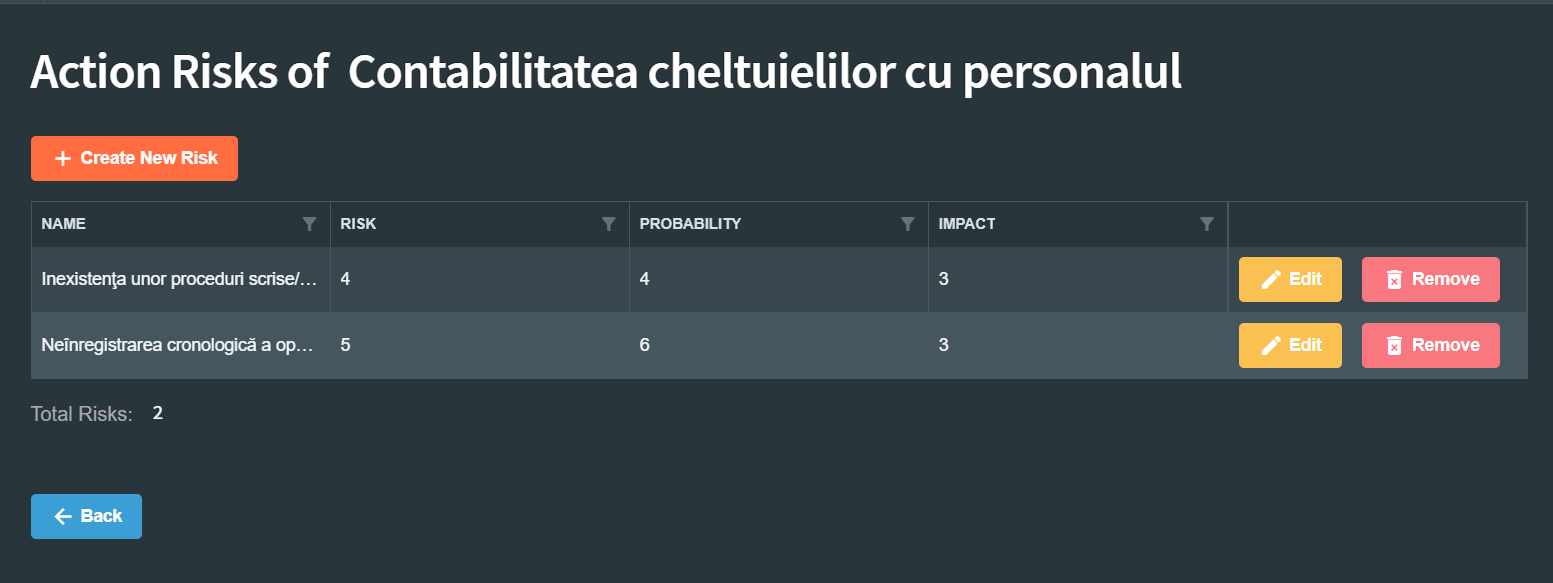 Action Risks of Contabilitatea cheltuielilor cu personalul
+ Create New Risk
NAME RISK PROBABILITY IMPACT
Inexistenţa unor proceduri scrise/... 4 4 3 Edit Remove
Neînregistrarea cronologică a op... 5 6 3 Edit Remove
Total Risks: 2
Back